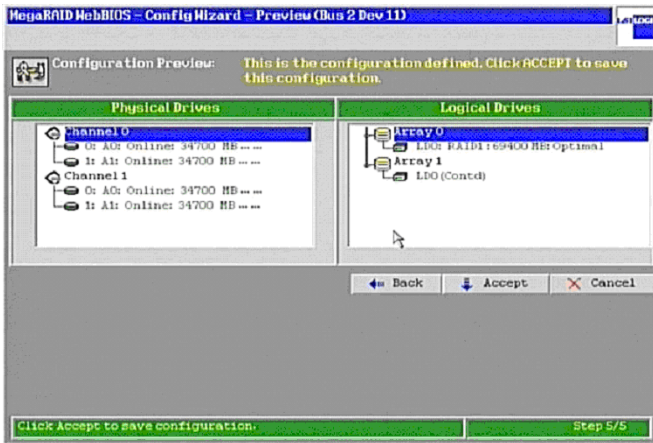 MegaRAID WebBIOS - Config Wizard - Preview (Bus 2 Dev 11)
Configuration Preview:
This is the configuration defined. Click ACCEPT to save
this configuration.
Physical Drives
Channel 0
0: A0: Online: 34700 MB ... ...
1: A1: Online: 34700 MB ... ...
Channel 1
0: A0: Online: 34700 MB ... ...
1: A1: Online: 34700 MB ... ...
Logical Drives
Array 0
LD0: RAID1:69400 MB: Optimal
Array 1
LD0 (Contd)
Back
Accept
Cancel
Click Accept to save configuration.
Step 5/5